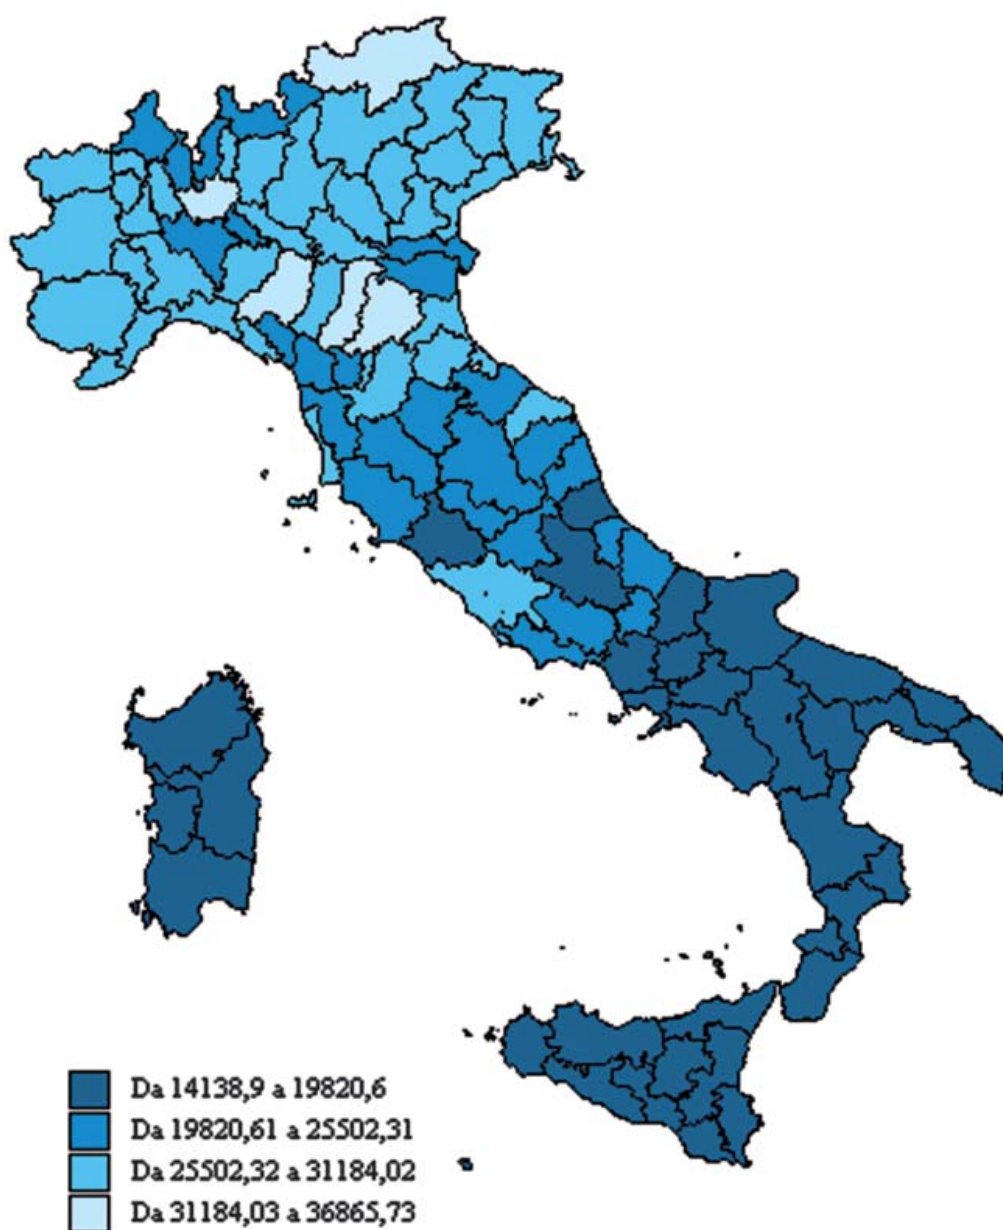 Da 14138,9 a 19820,6
Da 19820,61 a 25502,31
Da 25502,32 a 31184,02
Da 31184,03 a 36865,73